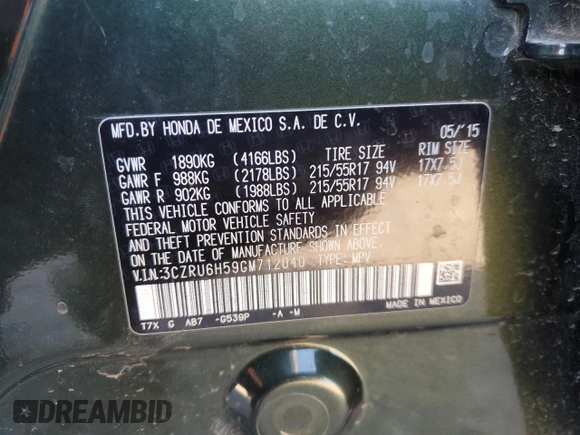 MFD.BY HONDA DE MEXICO S.A. DE C.V. 05/'15
GVWR 1890KG (4166LBS) TIRE SIZE RIM SIZE
GAWR F 988KG (2178LBS) 215/55R17 94V 17X7.5J
GAWR R 902KG (1988LBS) 215/55R17 94V 17X7.5J
THIS VEHICLE CONFORMS TO ALL APPLICABLE
FEDERAL MOTOR VEHICLE SAFETY
AND THEFT PREVENTION STANDARDS IN EFFECT
ON THE DATE OF MANUFACTURE SHOWN ABOVE.
V.I.N:3CZRU6H59GM712040 TYPE: MPV
MADE IN MEXICO
T7X G AB7 -G539P -A -M
DREAMBID